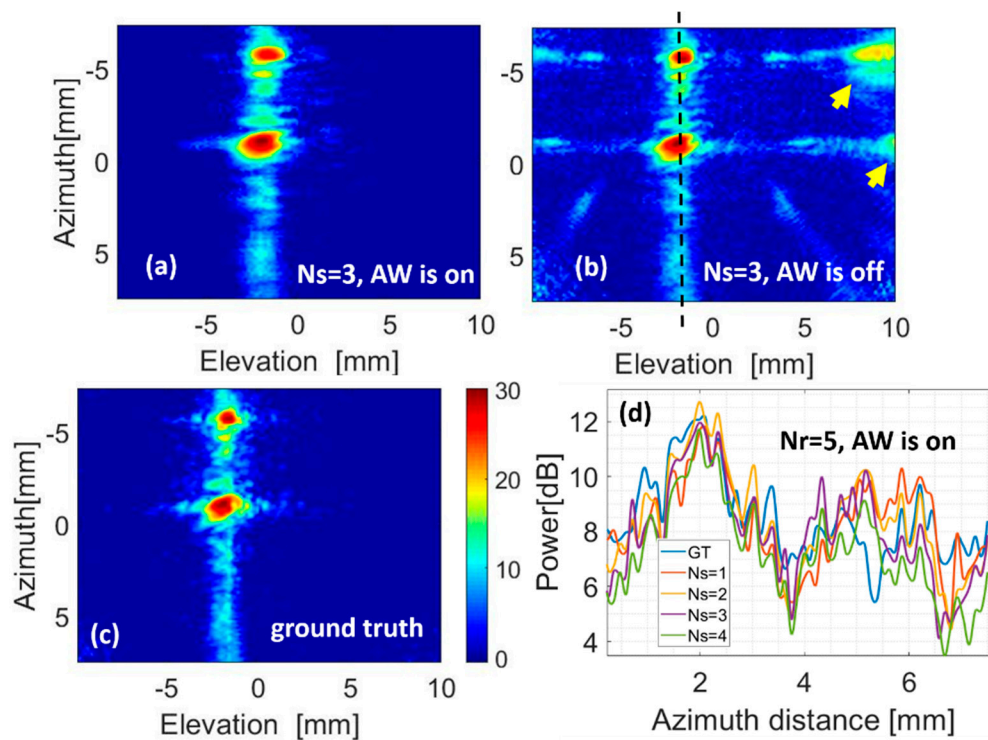 Azimuth[mm]
-5
0
5
(a)
Ns=3, AW is on
-5
0
5
10
Elevation [mm]
-5
0
5
(b)
Ns=3, AW is off
-5
0
5
10
Elevation [mm]
Azimuth[mm]
-5
0
5
(c)
ground truth
-5
0
5
10
Elevation [mm]
30
20
10
0
Power[dB]
12
10
8
6
4
(d)
Nr=5, AW is on
GT
Ns=1
Ns=2
Ns=3
Ns=4
2
4
6
Azimuth distance [mm]